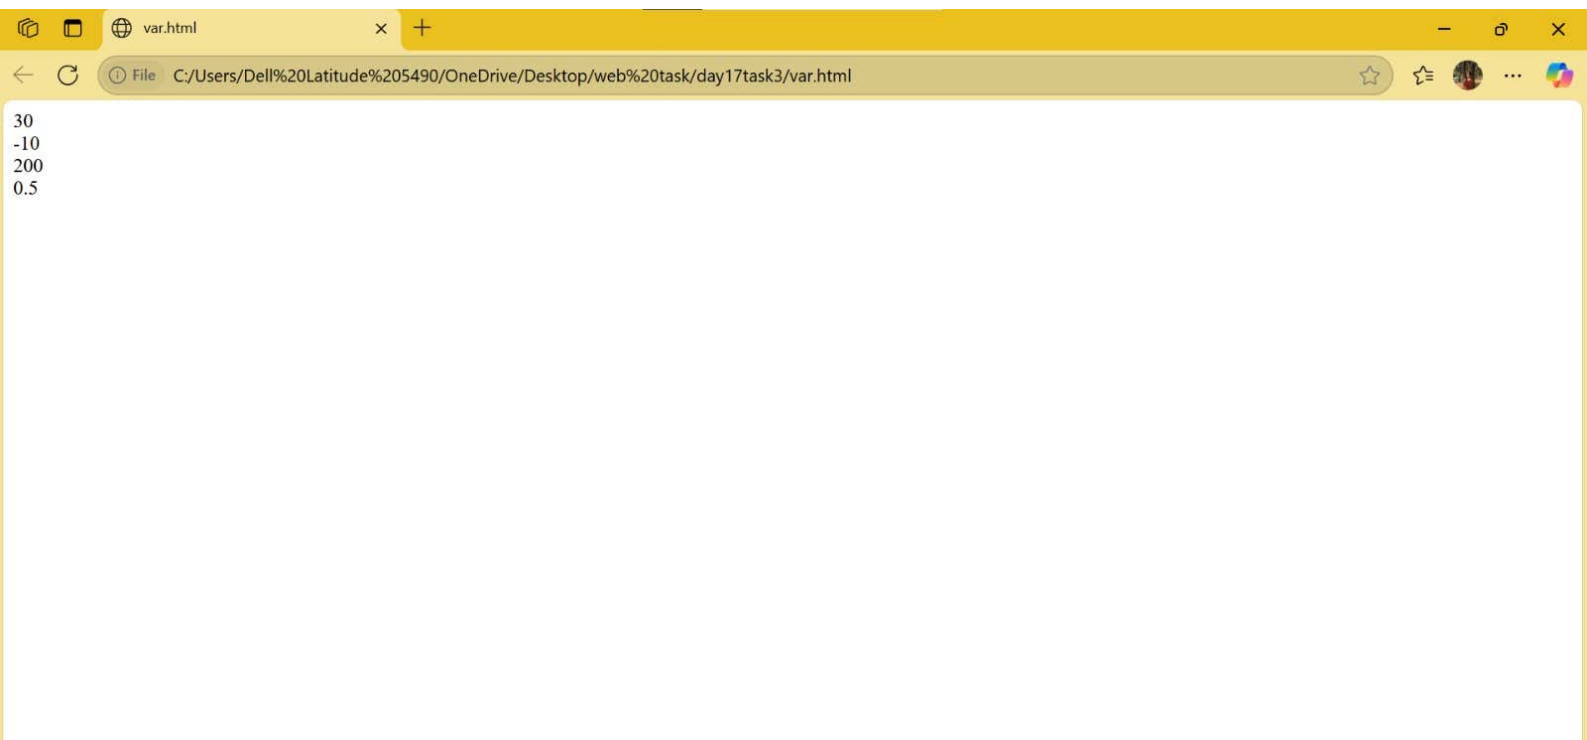 var.html
File C:/Users/Dell%20Latitude%205490/OneDrive/Desktop/web%20task/day17task3/var.html
30
-10
200
0.5